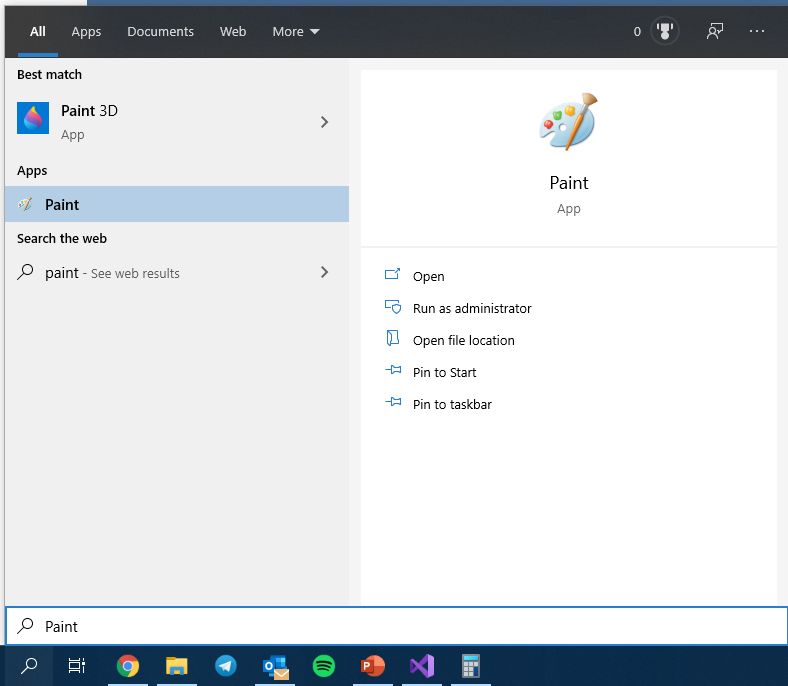 All Apps Documents Web More 0
Best match
Paint 3D
App
Apps
Paint
Search the web
paint - See web results
Paint
App
Open
Run as administrator
Open file location
Pin to Start
Pin to taskbar
Paint